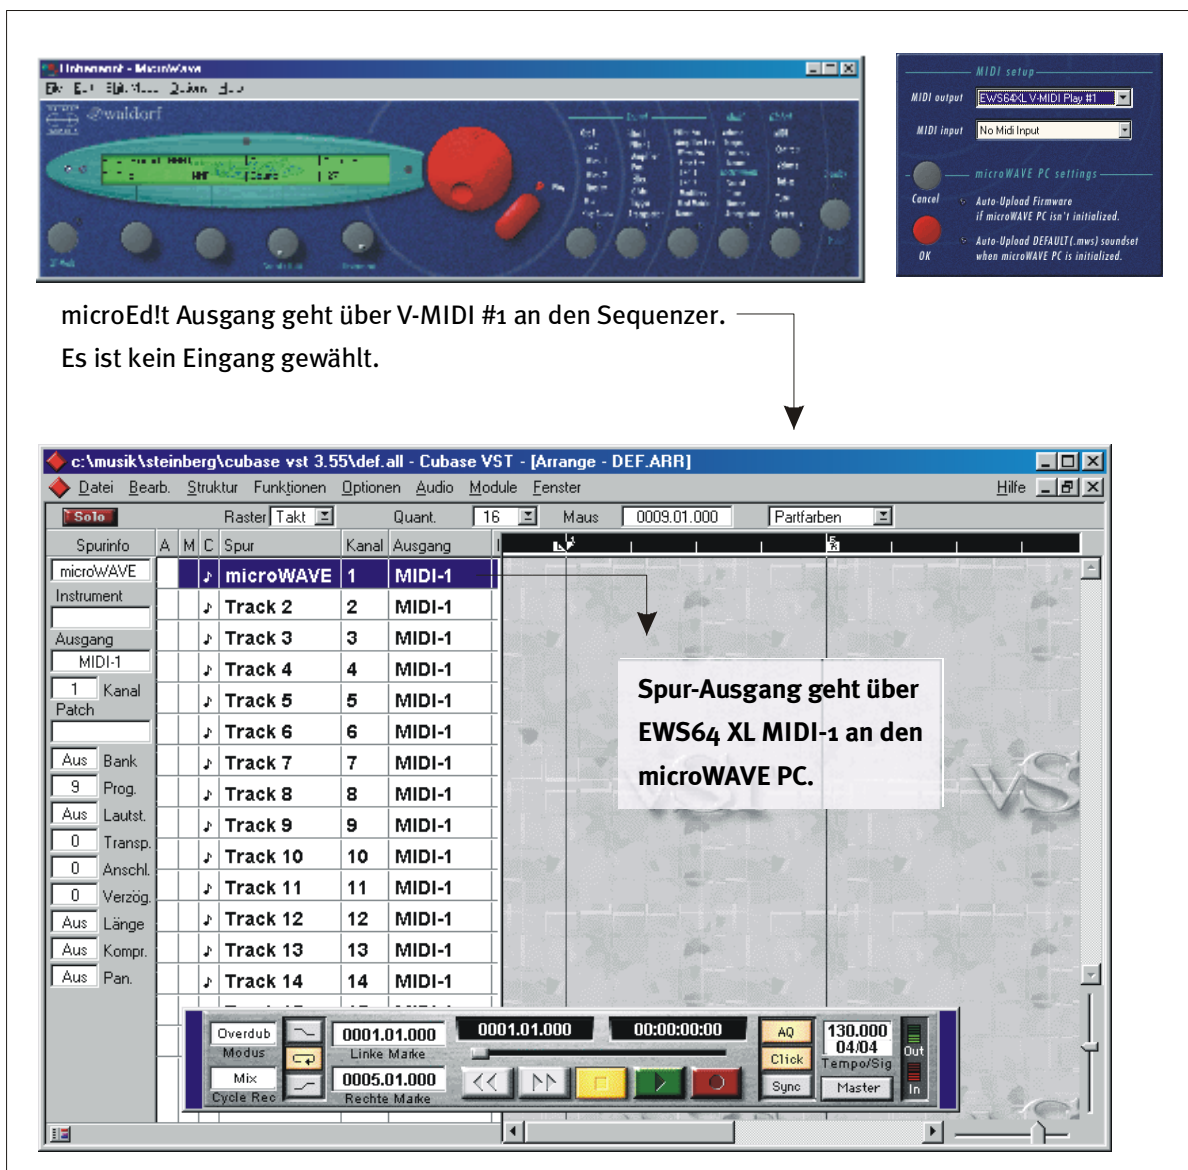 Unbenannt - MicroWave
waldorf
Play
MIDI setup
MIDI output EWS64XL V-MIDI Play #1
MIDI input No Midi Input
microWAVE PC settings
Cancel
Auto-Upload Firmware
if microWAVE PC isn't initialized.
OK
Auto-Upload DEFAULT(.mws) soundset
when microWAVE PC is initialized.
microEd!t Ausgang geht über V-MIDI #1 an den Sequenzer.
Es ist kein Eingang gewählt.
c:\musik\steinberg\cubase vst 3.55\def.all - Cubase VST - [Arrange - DEF.ARR]
Datei Bearb. Struktur Funktionen Optionen Audio Module Fenster Hilfe
Solo Raster Takt Quant. 16 Maus 0009.01.000 Partfarben
Spurinfo A M C Spur Kanal Ausgang
microWAVE
Instrument
Ausgang
MIDI-1
1 Kanal
Patch
Aus Bank
9 Prog.
Aus Lautst.
0 Transp.
0 Anschl.
0 Verzög.
Aus Länge
Aus Kompr.
Aus Pan.
microWAVE 1 MIDI-1
Track 2 2 MIDI-1
Track 3 3 MIDI-1
Track 4 4 MIDI-1
Track 5 5 MIDI-1
Track 6 6 MIDI-1
Track 7 7 MIDI-1
Track 8 8 MIDI-1
Track 9 9 MIDI-1
Track 10 10 MIDI-1
Track 11 11 MIDI-1
Track 12 12 MIDI-1
Track 13 13 MIDI-1
Track 14 14 MIDI-1
Spur-Ausgang geht über
EWS64 XL MIDI-1 an den
microWAVE PC.
Overdub
Modus
Mix
Cycle Rec
0001.01.000
Linke Marke
0005.01.000
Rechte Marke
0001.01.000 00:00:00:00
AQ
Click
Sync
130.000
04/04
Tempo/Sig
Master
Out
In